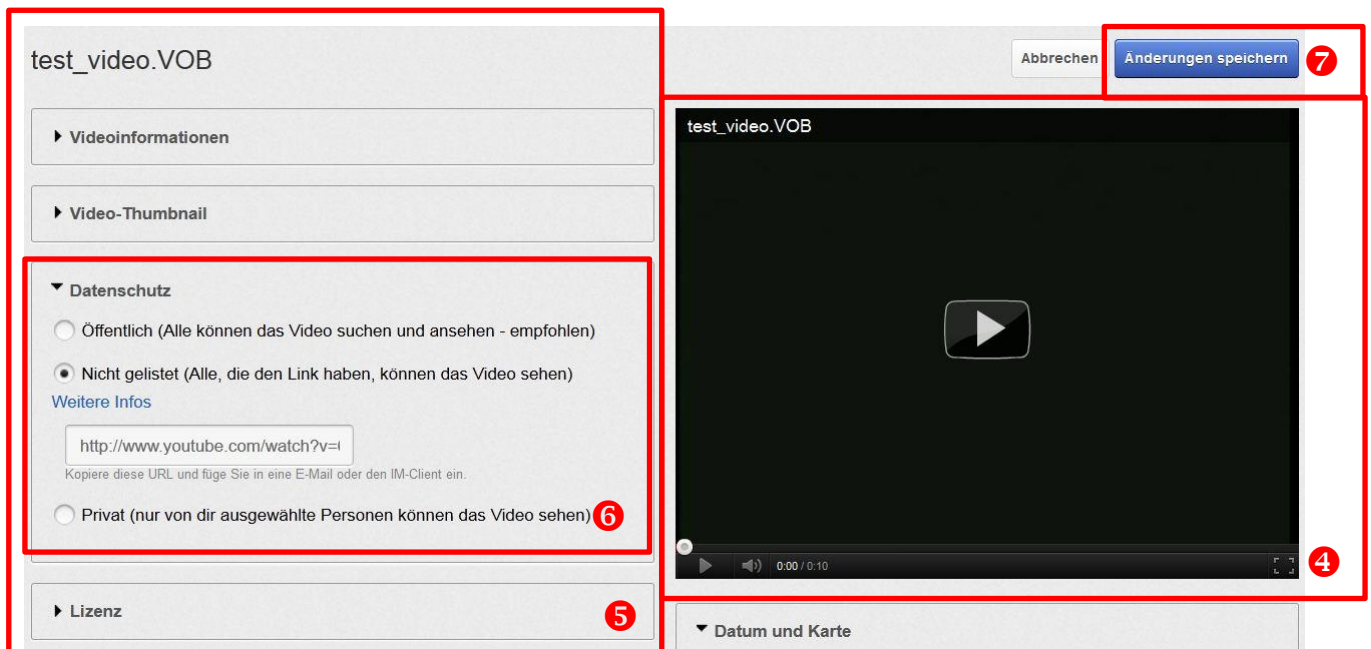 test_video.VOB
Abbrechen
Änderungen speichern
7
Videoinformationen
Video-Thumbnail
Datenschutz
Öffentlich (Alle können das Video suchen und ansehen - empfohlen)
Nicht gelistet (Alle, die den Link haben, können das Video sehen)
Weitere Infos
http://www.youtube.com/watch?v=
Kopiere diese URL und füge Sie in eine E-Mail oder den IM-Client ein.
Privat (nur von dir ausgewählte Personen können das Video sehen)
6
Lizenz
5
test_video.VOB
0:00 / 0:10
4
Datum und Karte